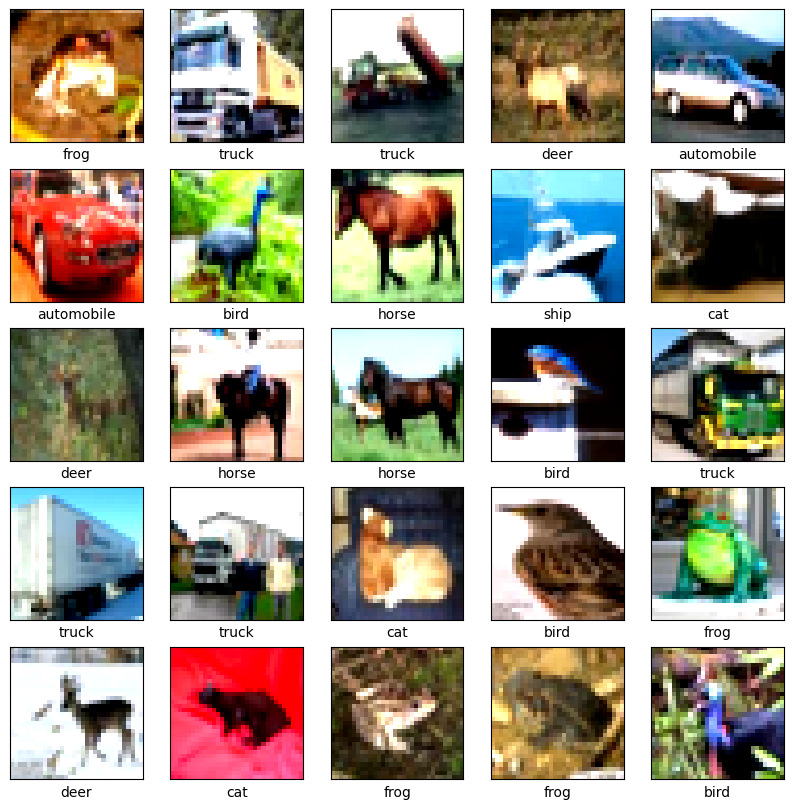 frog truck truck deer automobile
automobile bird horse ship cat
deer horse horse bird truck
truck truck cat bird frog
deer cat frog frog bird